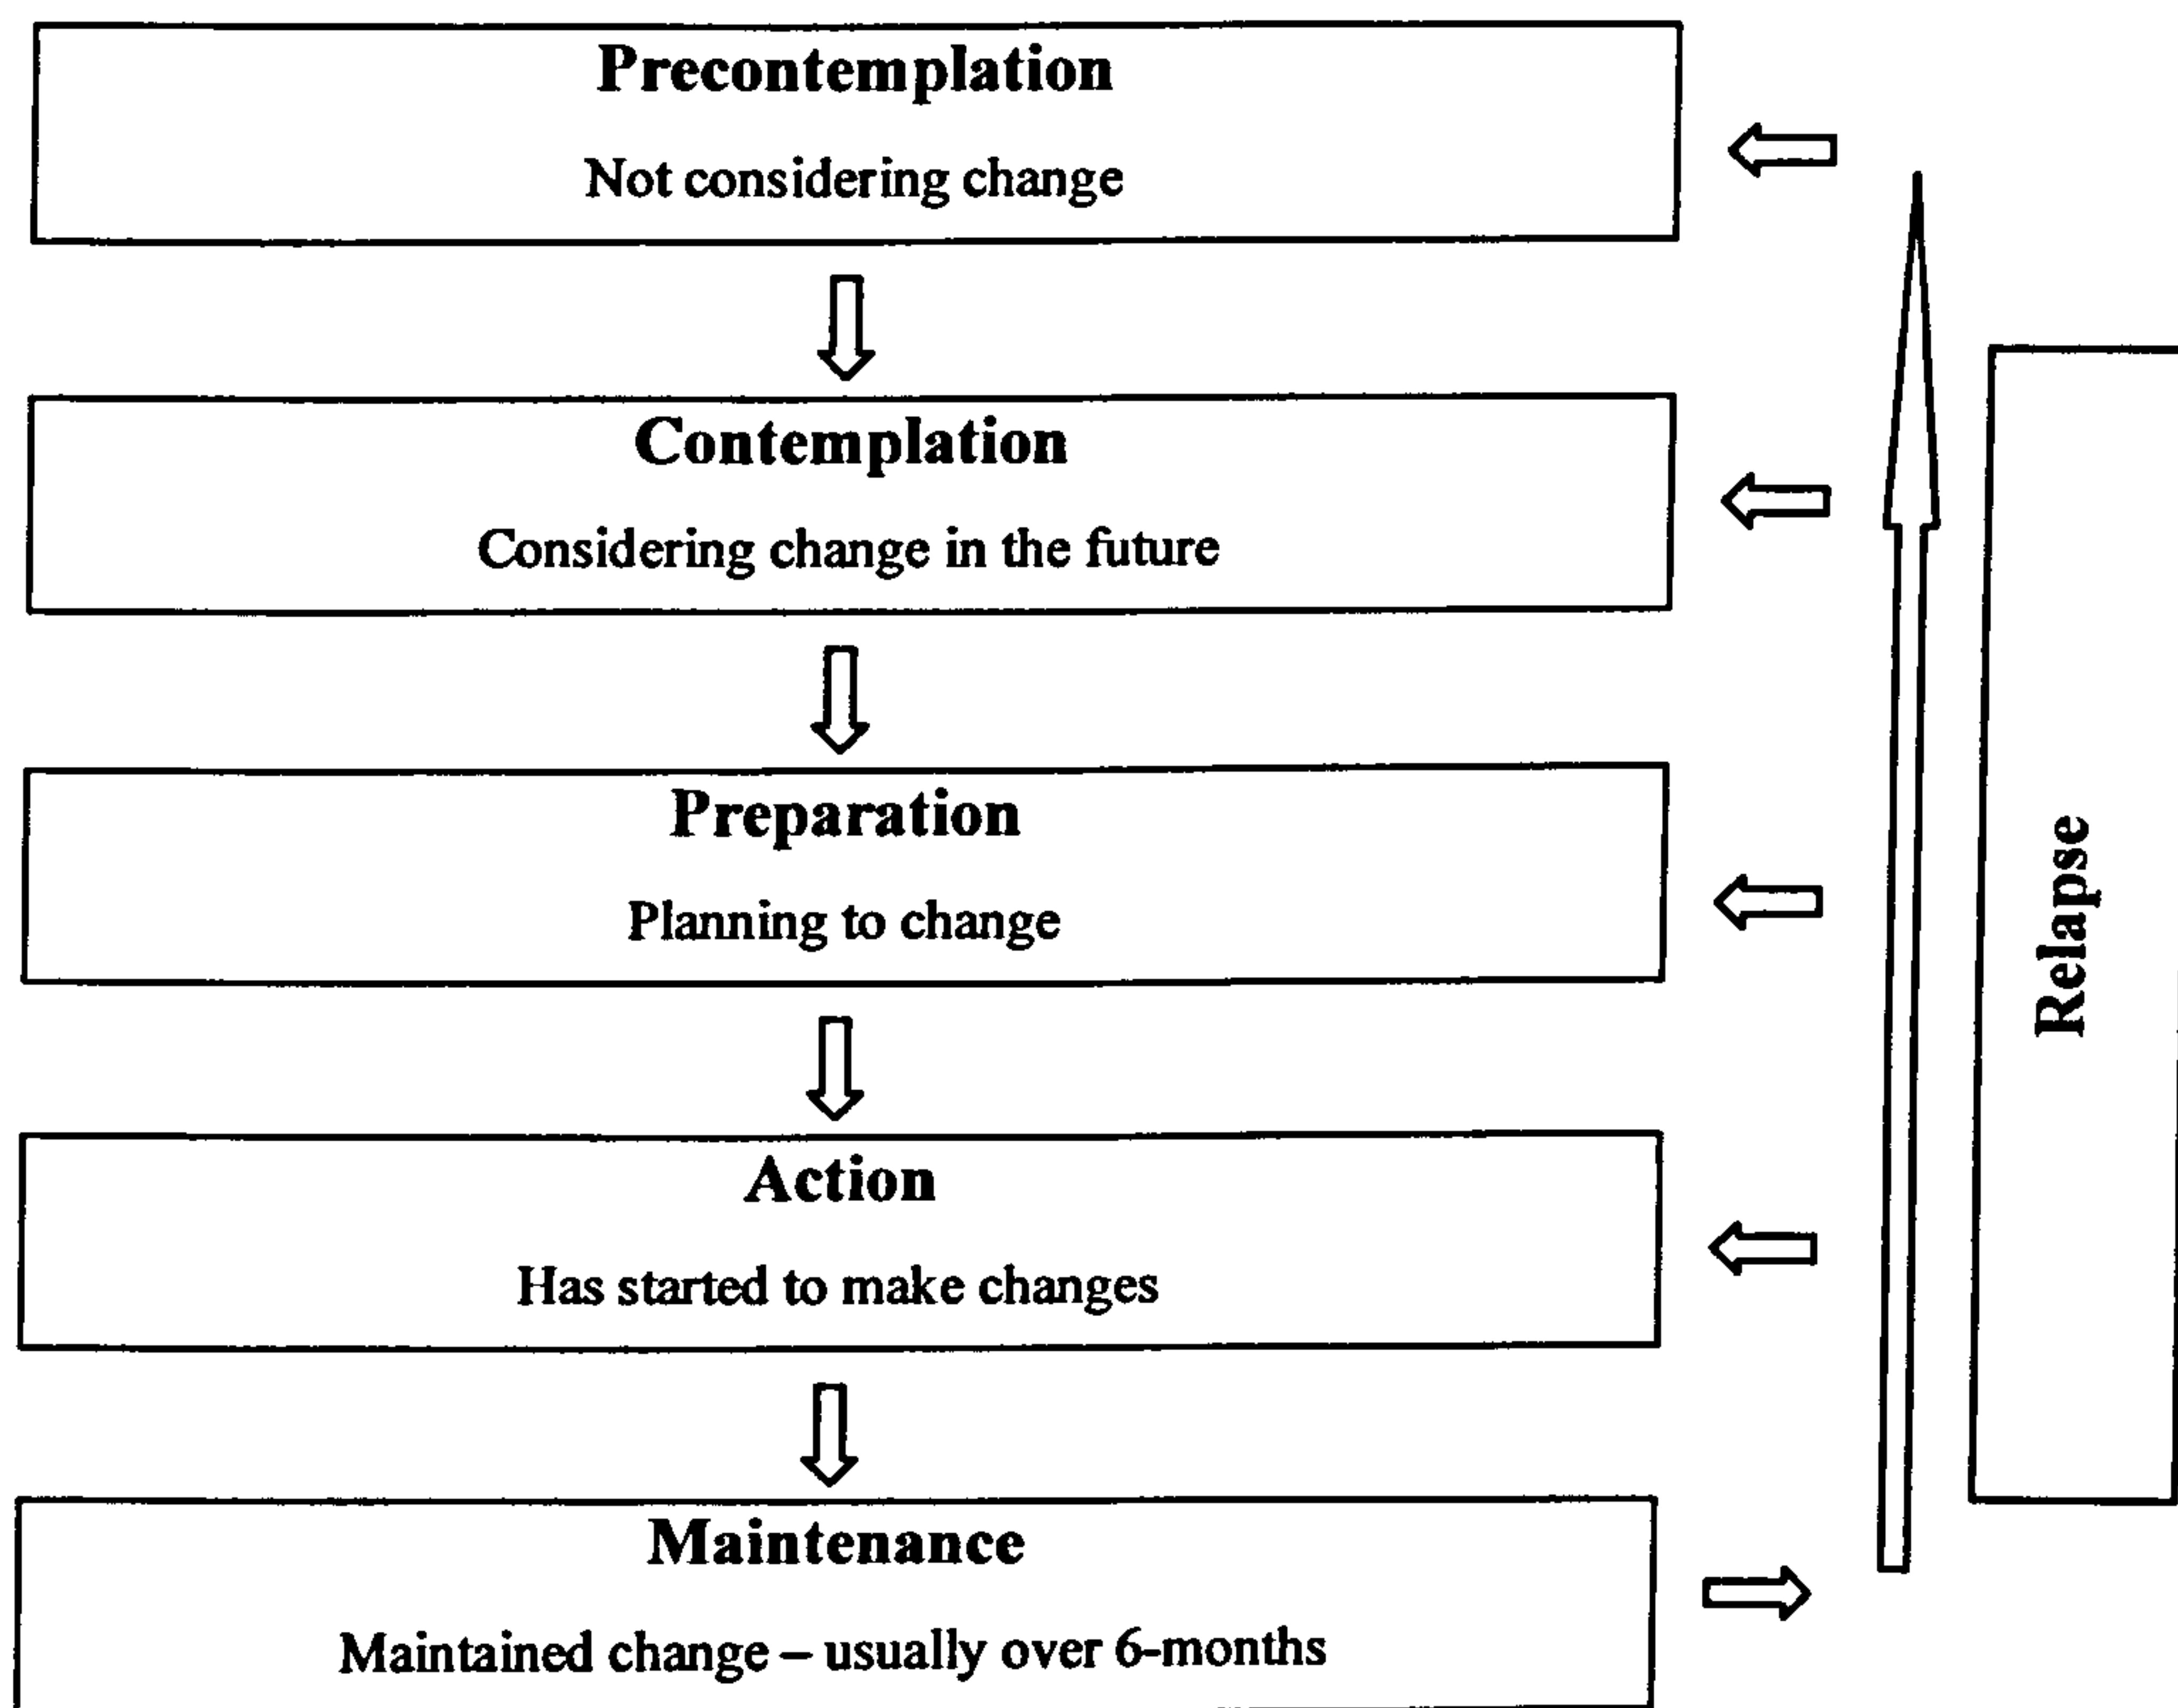 Precontemplation
Not considering change
Contemplation
Considering change in the future
Preparation
Planning to change
Action
Has started to make changes
Maintenance
Maintained change – usually over 6-months
Relapse